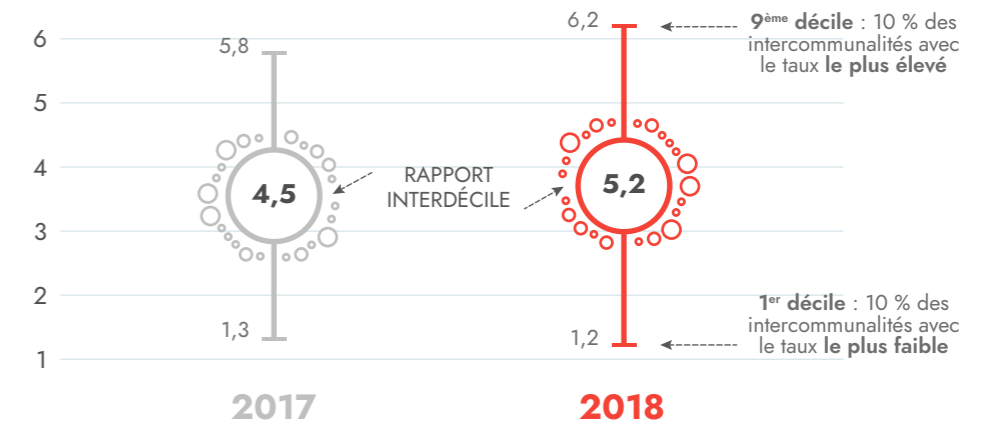 6,2
9ème décile : 10 % des
intercommunalités avec
le taux le plus élevé
6
5,8
5
4
RAPPORT
INTERDÉCILE
4,5
5,2
3
2
1er décile : 10 % des
intercommunalités avec
le taux le plus faible
1,3
1,2
1
2017
2018